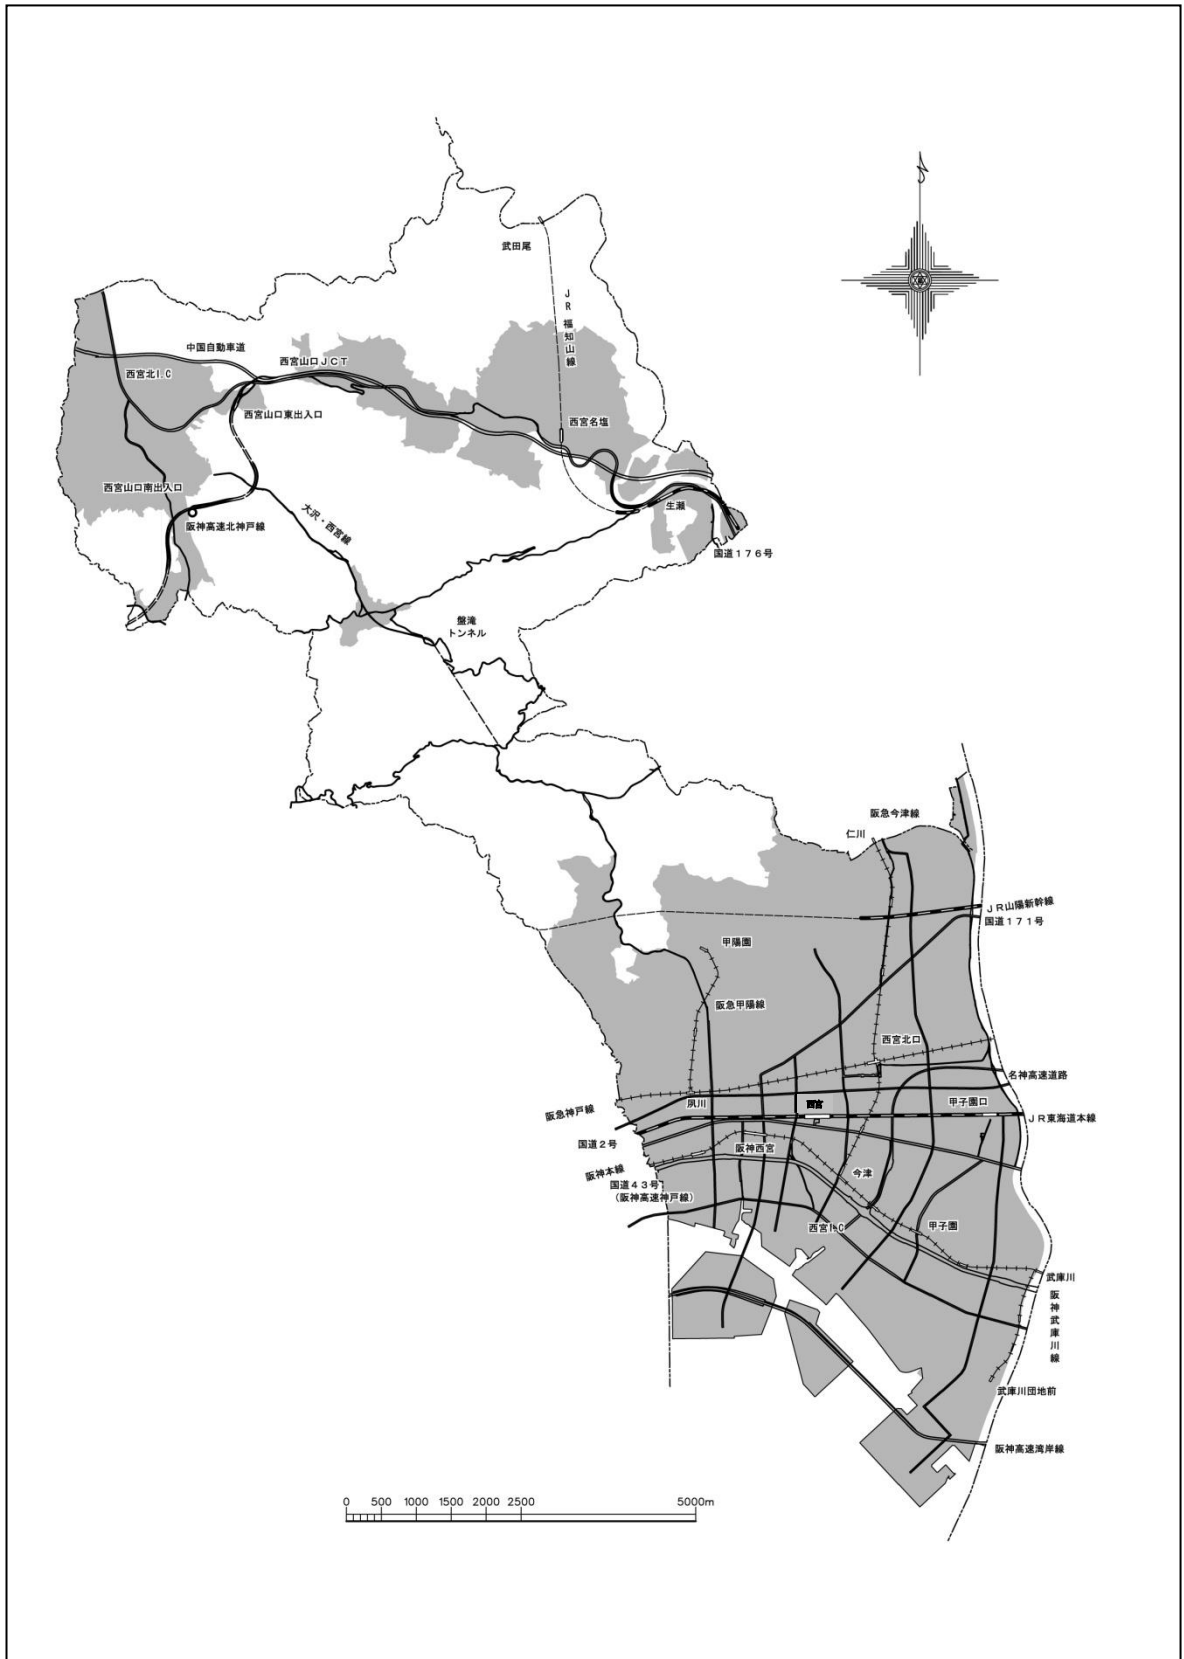 N
武田尾
JR福知山線
中国自動車道
西宮山口JCT
西宮北I.C
西宮山口東出入口
西宮名塩
西宮山口南出入口
生瀬
阪神高速北神戸線
大沢・西宮線
国道176号
盤滝
トンネル
阪急今津線
仁川
JR山陽新幹線
国道171号
甲陽園
阪急甲陽線
西宮北口
名神高速道路
夙川
西宮
甲子園口
阪急神戸線
JR東海道本線
国道2号
阪神西宮
阪神本線
今津
国道43号
(阪神高速神戸線)
西宮I.C
甲子園
武庫川
阪神武庫川線
武庫川団地前
阪神高速湾岸線
0 500 1000 1500 2000 2500 5000m